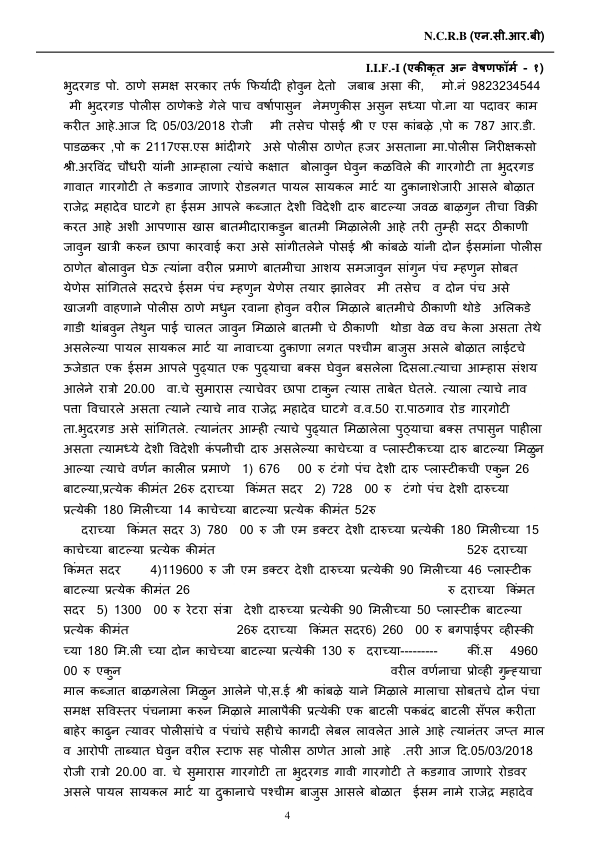 N.C.R.B (एन.सी.आर.बी)
I.I.F.-I (एकीकृत अन्वेषणफॉर्म - १)
भुदरगड पो. ठाणे समक्ष सरकार तर्फे फिर्यादी होवुन देतो जबाब असा की, मो.नं 9823234544
मी भुदरगड पोलीस ठाणेकडे गेले पाच वर्षापासुन नेमणुकीस असुन सध्या पो.ना या पदावर काम
करीत आहे.आज दि 05/03/2018 रोजी मी तसेच पोसई श्री ए एस कांबळे ,पो क 787 आर.डी.
पाडळकर ,पो क 2117एस.एस भांदीगरे असे पोलीस ठाणेत हजर असताना मा.पोलीस निरीक्षकसो
श्री.अरविंद चौधरी यांनी आम्हाला त्यांचे कक्षात बोलावुन घेवुन कळविले की गारगोटी ता भुदरगड
गावात गारगोटी ते कडगाव जाणारे रोडलगत पायल सायकल मार्ट या दुकानाशेजारी आसले बोळात
राजेद्र महादेव घाटगे हा ईसम आपले कब्जात देशी विदेशी दारु बाटल्या जवळ बाळगुन तीचा विक्री
करत आहे अशी आपणास खास बातमीदाराकडुन बातमी मिळालेली आहे तरी तुम्ही सदर ठीकाणी
जावुन खात्री करुन छापा कारवाई करा असे सांगीतलेने पोसई श्री कांबळे यांनी दोन ईसमांना पोलीस
ठाणेत बोलावुन घेऊ त्यांना वरील प्रमाणे बातमीचा आशय समजावुन सांगुन पंच म्हणुन सोबत
येणेस सांगितले सदरचे ईसम पंच म्हणुन येणेस तयार झालेवर मी तसेच व दोन पंच असे
खाजगी वाहणाने पोलीस ठाणे मधुन रवाना होवुन वरील मिळाले बातमीचे ठीकाणी थोडे अलिकडे
गाडी थांबवुन तेथुन पाई चालत जावुन मिळाले बातमी चे ठीकाणी थोडा वेळ वच केला असता तेथे
असलेल्या पायल सायकल मार्ट या नावाच्या दुकाणा लगत पश्चीम बाजुस असले बोळात लाईटचे
ऊजेडात एक ईसम आपले पुढ्यात एक पुढ्याचा बक्स घेवुन बसलेला दिसला.त्याचा आम्हास संशय
आलेने रात्रो 20.00 वा.चे सुमारास त्याचेवर छापा टाकुन त्यास ताबेत घेतले. त्याला त्याचे नाव
पत्ता विचारले असता त्याने त्याचे नाव राजेद्र महादेव घाटगे व.व.50 रा.पाठगाव रोड गारगोटी
ता.भुदरगड असे सांगितले. त्यानंतर आम्ही त्याचे पुढ्यात मिळालेला पुठ्याचा बक्स तपासुन पाहीला
असता त्यामध्ये देशी विदेशी कंपनीची दारु असलेल्या काचेच्या व प्लास्टीकच्या दारु बाटल्या मिळुन
आल्या त्याचे वर्णन कालील प्रमाणे 1) 676 00 रु टंगो पंच देशी दारु प्लास्टीकची एकुन 26
बाटल्या,प्रत्येक कीमंत 26रु दराच्या किंमत सदर 2) 728 00 रु टंगो पंच देशी दारुच्या
प्रत्येकी 180 मिलीच्या 14 काचेच्या बाटल्या प्रत्येक कीमंत 52रु
दराच्या किंमत सदर 3) 780 00 रु जी एम डक्टर देशी दारुच्या प्रत्येकी 180 मिलीच्या 15
काचेच्या बाटल्या प्रत्येक कीमंत 52रु दराच्या
किंमत सदर 4)119600 रु जी एम डक्टर देशी दारुच्या प्रत्येकी 90 मिलीच्या 46 प्लास्टीक
बाटल्या प्रत्येक कीमंत 26 रु दराच्या किंमत
सदर 5) 1300 00 रु रेटरा संत्रा देशी दारुच्या प्रत्येकी 90 मिलीच्या 50 प्लास्टीक बाटल्या
प्रत्येक कीमंत 26रु दराच्या किंमत सदर6) 260 00 रु बगपाईपर व्हीस्की
च्या 180 मि.ली च्या दोन काचेच्या बाटल्या प्रत्येकी 130 रु दराच्या--------- कीं.स 4960
00 रु एकुन वरील वर्णनाचा प्रोव्ही गुन्ह्याचा
माल कब्जात बाळगलेला मिळुन आलेने पो,स.ई श्री कांबळे याने मिळाले मालाचा सोबतचे दोन पंचा
समक्ष सविस्तर पंचनामा करुन मिळाले मालापैकी प्रत्येकी एक बाटली पकबंद बाटली सॅपल करीता
बाहेर काढुन त्यावर पोलीसांचे व पंचांचे सहीचे कागदी लेबल लावलेत आले आहे त्यानंतर जप्त माल
व आरोपी ताब्यात घेवुन वरील स्टाफ सह पोलीस ठाणेत आलो आहे .तरी आज दि.05/03/2018
रोजी रात्रो 20.00 वा. चे सुमारास गारगोटी ता भुदरगड गावी गारगोटी ते कडगाव जाणारे रोडवर
असले पायल सायकल मार्ट या दुकानाचे पश्चीम बाजुस आसले बोळात ईसम नामे राजेद्र महादेव
4